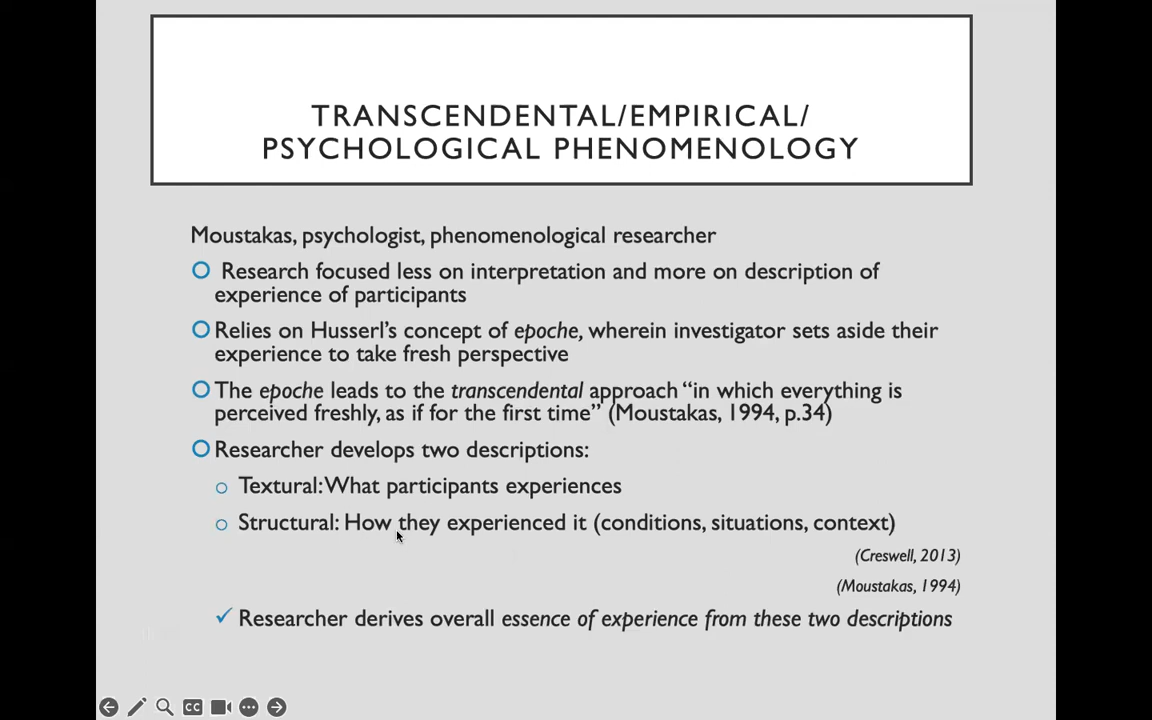 TRANSCENDENTAL/EMPIRICAL/
PSYCHOLOGICAL PHENOMENOLOGY
Moustakas, psychologist, phenomenological researcher
Research focused less on interpretation and more on description of
experience of participants
Relies on Husserl's concept of epoche, wherein investigator sets aside their
experience to take fresh perspective
The epoche leads to the transcendental approach “in which everything is
perceived freshly, as if for the first time” (Moustakas, 1994, p.34)
Researcher develops two descriptions:
Textural: What participants experiences
Structural: How they experienced it (conditions, situations, context)
(Creswell, 2013)
(Moustakas, 1994)
Researcher derives overall essence of experience from these two descriptions
CC